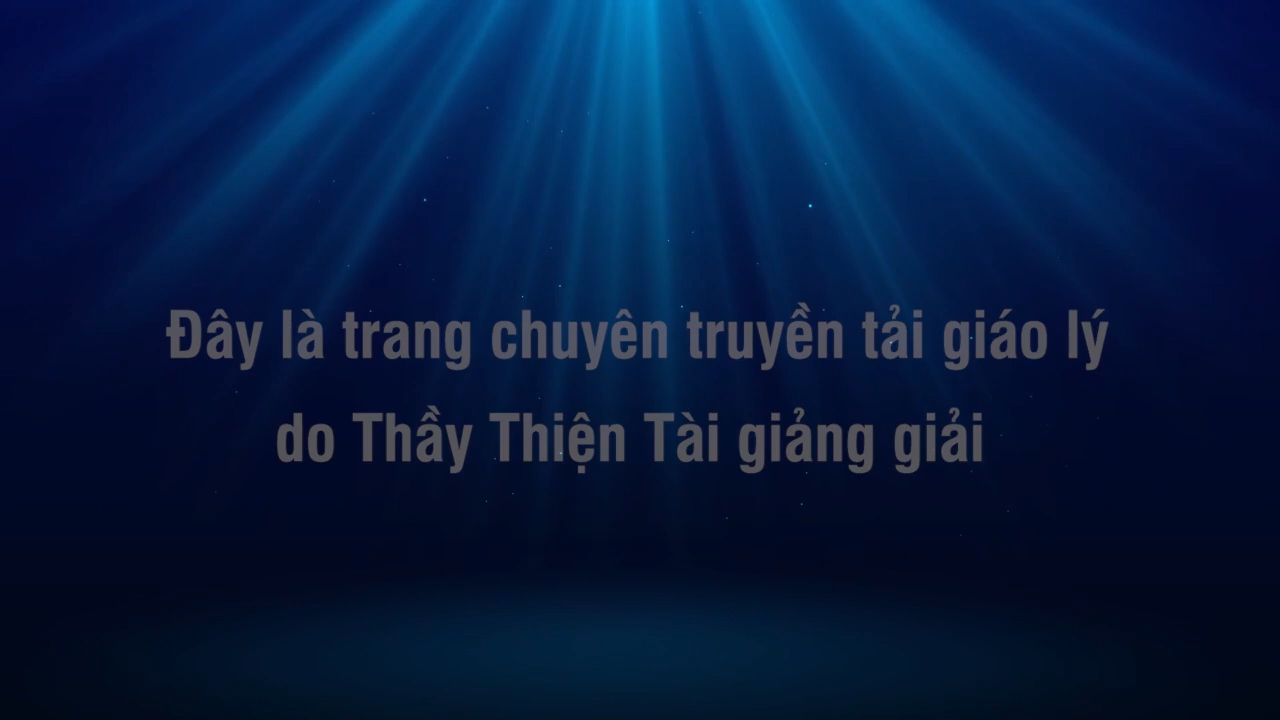 Đây là trang chuyên truyền tải giáo lý
do Thầy Thiện Tài giảng giải